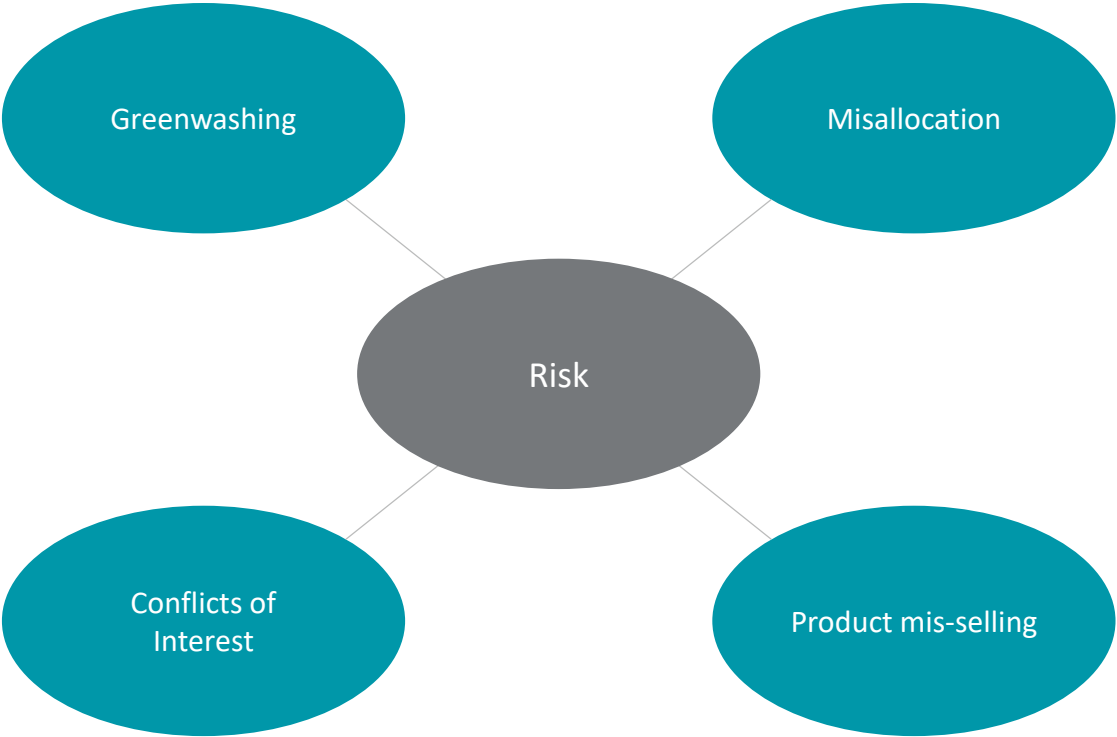 Greenwashing
Misallocation
Risk
Conflicts of
Interest
Product mis-selling